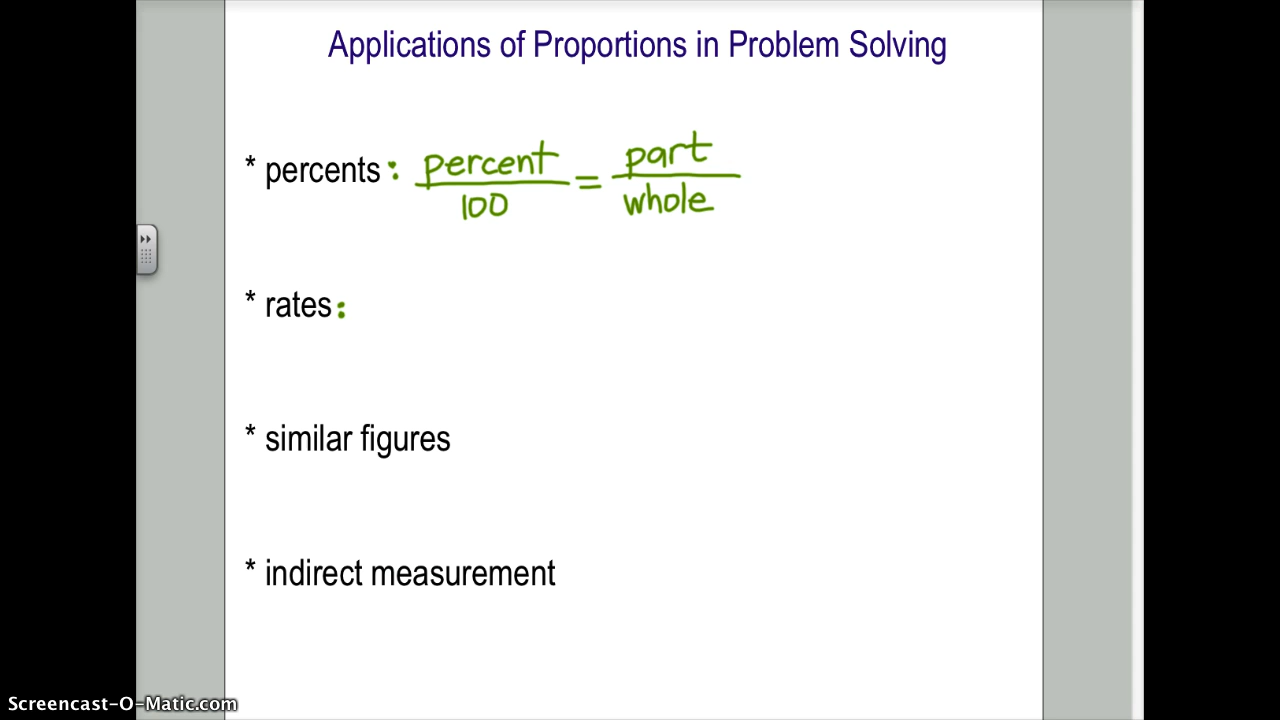 Applications of Proportions in Problem Solving
* percents: percent/100 = part/whole
* rates:
* similar figures
* indirect measurement
Screencast-O-Matic.com